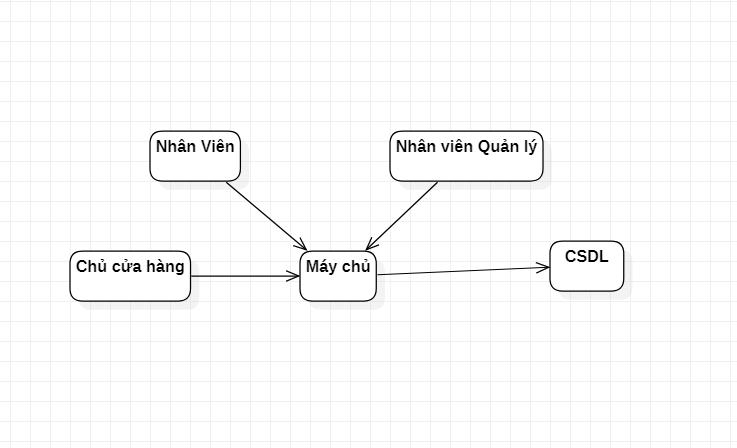 Nhân Viên
Nhân viên Quản lý
Chủ cửa hàng
Máy chủ
CSDL